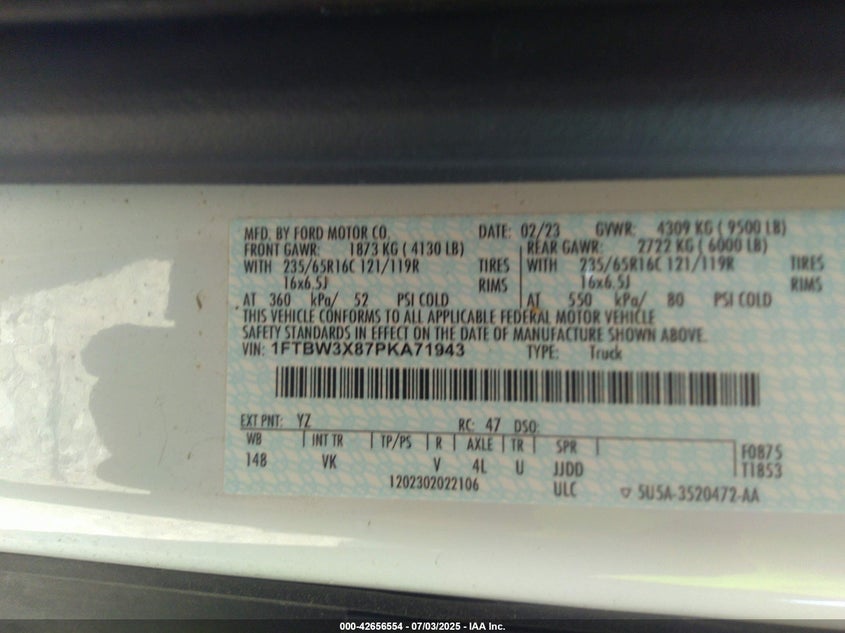 MFD. BY FORD MOTOR CO. DATE: 02/23 GVWR: 4309 KG ( 9500 LB)
FRONT GAWR: 1873 KG ( 4130 LB) REAR GAWR: 2722 KG ( 6000 LB)
WITH 235/65R16C 121/119R TIRES WITH 235/65R16C 121/119R TIRES
16x6.5J RIMS 16x6.5J RIMS
AT 360 kPa/ 52 PSI COLD AT 550 kPa/ 80 PSI COLD
THIS VEHICLE CONFORMS TO ALL APPLICABLE FEDERAL MOTOR VEHICLE
SAFETY STANDARDS IN EFFECT ON THE DATE OF MANUFACTURE SHOWN ABOVE.
VIN: 1FTBW3X87PKA71943 TYPE: Truck
EXT PNT: YZ RC: 47 DSO:
WB INT TR TP/PS R AXLE TR SPR F0875
148 VK V 4L U JJDD T1853
1202302022106 ULC 5U5A-3520472-AA
000-42656554 - 07/03/2025 - IAA Inc.